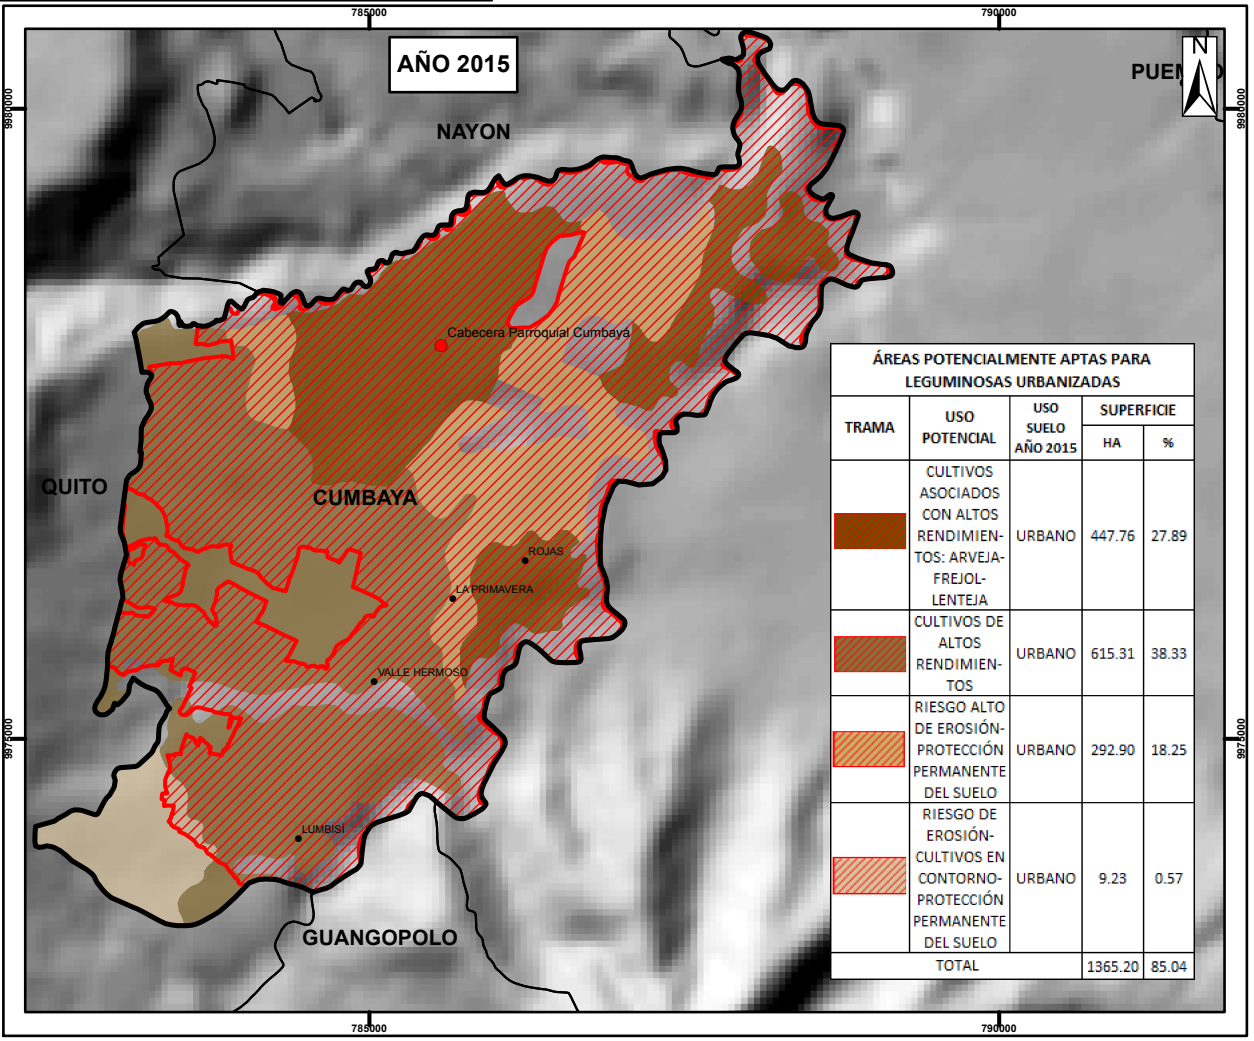 785000
790000
AÑO 2015
N
9980000
9980000
NAYON
Cabecera Parroquial Cumbayá
QUITO
CUMBAYA
ROJAS
LA PRIMAVERA
VALLE HERMOSO
9975000
9975000
LUMBISÍ
GUANGOPOLO
785000
790000
ÁREAS POTENCIALMENTE APTAS PARA
LEGUMINOSAS URBANIZADAS
TRAMA
USO
POTENCIAL
USO
SUELO
AÑO 2015
SUPERFICIE
HA
%
CULTIVOS
ASOCIADOS
CON ALTOS
RENDIMIEN-
TOS: ARVEJA-
FREJOL-
LENTEJA
URBANO
447.76
27.89
CULTIVOS DE
ALTOS
RENDIMIEN-
TOS
URBANO
615.31
38.33
RIESGO ALTO
DE EROSIÓN-
PROTECCIÓN
PERMANENTE
DEL SUELO
URBANO
292.90
18.25
RIESGO DE
EROSIÓN-
CULTIVOS EN
CONTORNO-
PROTECCIÓN
PERMANENTE
DEL SUELO
URBANO
9.23
0.57
TOTAL
1365.20
85.04